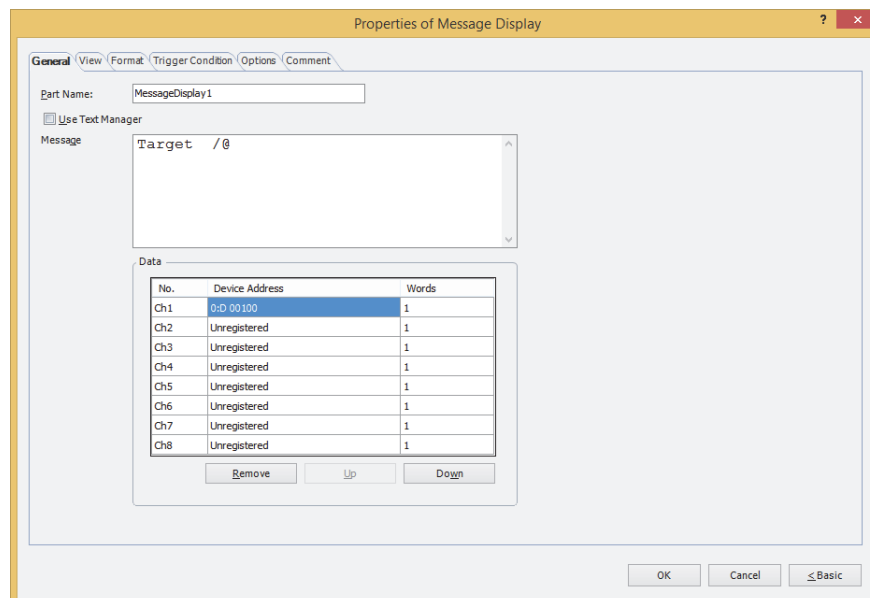 Properties of Message Display
? ×
General View Format Trigger Condition Options Comment
Part Name: MessageDisplay1
Use Text Manager
Message Target /@
Data
No. Device Address Words
Ch1 0:D 00100 1
Ch2 Unregistered 1
Ch3 Unregistered 1
Ch4 Unregistered 1
Ch5 Unregistered 1
Ch6 Unregistered 1
Ch7 Unregistered 1
Ch8 Unregistered 1
Remove Up Down
OK Cancel < Basic